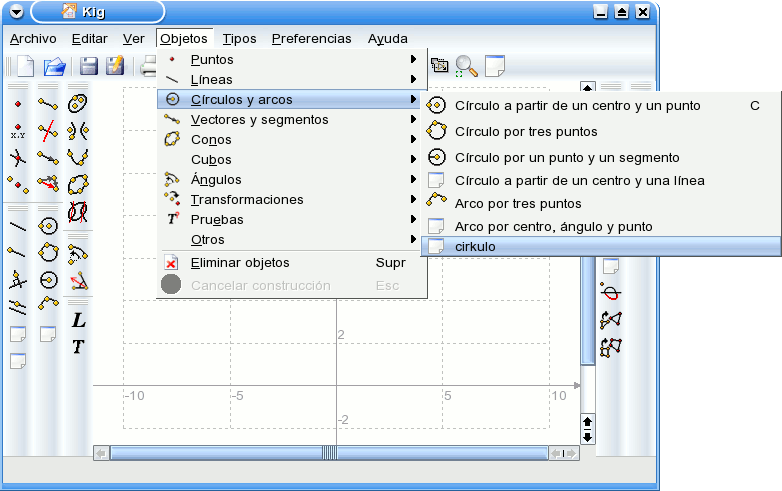 Kig
Archivo Editar Ver Objetos Tipos Preferencias Ayuda
Puntos
Líneas
Círculos y arcos
Vectores y segmentos
Conos
Cubos
Ángulos
Transformaciones
Pruebas
Otros
Eliminar objetos Supr
Cancelar construcción Esc
Círculo a partir de un centro y un punto C
Círculo por tres puntos
Círculo por un punto y un segmento
Círculo a partir de un centro y una línea
Arco por tres puntos
Arco por centro, ángulo y punto
cirkulo
x,y
L
T
T
2
-10 -5 5 10
-2